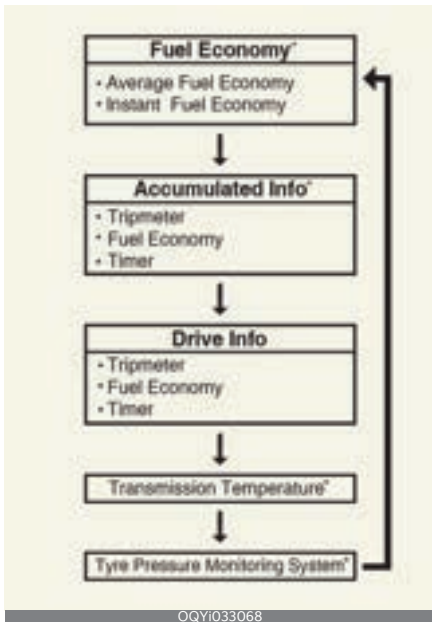 Fuel Economy*
• Average Fuel Economy
• Instant Fuel Economy
Accumulated Info*
• Tripmeter
• Fuel Economy
• Timer
Drive Info
• Tripmeter
• Fuel Economy
• Timer
Transmission Temperature*
Tyre Pressure Monitoring System*
OQYi033068